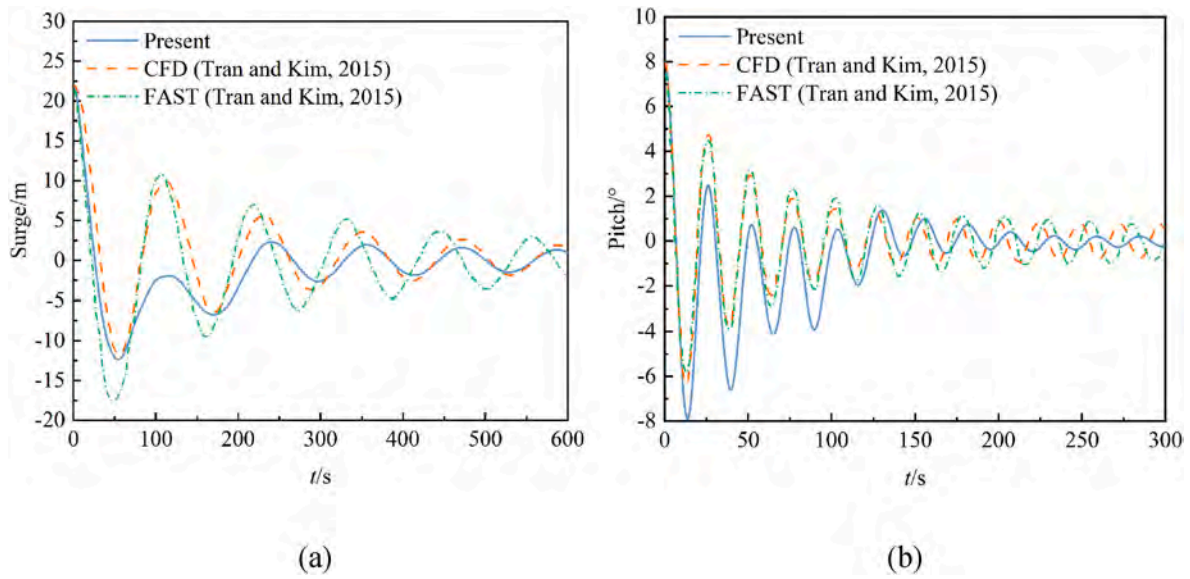 Present
CFD (Tran and Kim, 2015)
FAST (Tran and Kim, 2015)
Surge/m
30
25
20
15
10
5
0
-5
-10
-15
-20
0 100 200 300 400 500 600
t/s
(a)
Present
CFD (Tran and Kim, 2015)
FAST (Tran and Kim, 2015)
Pitch/°
10
8
6
4
2
0
-2
-4
-6
-8
0 50 100 150 200 250 300
t/s
(b)